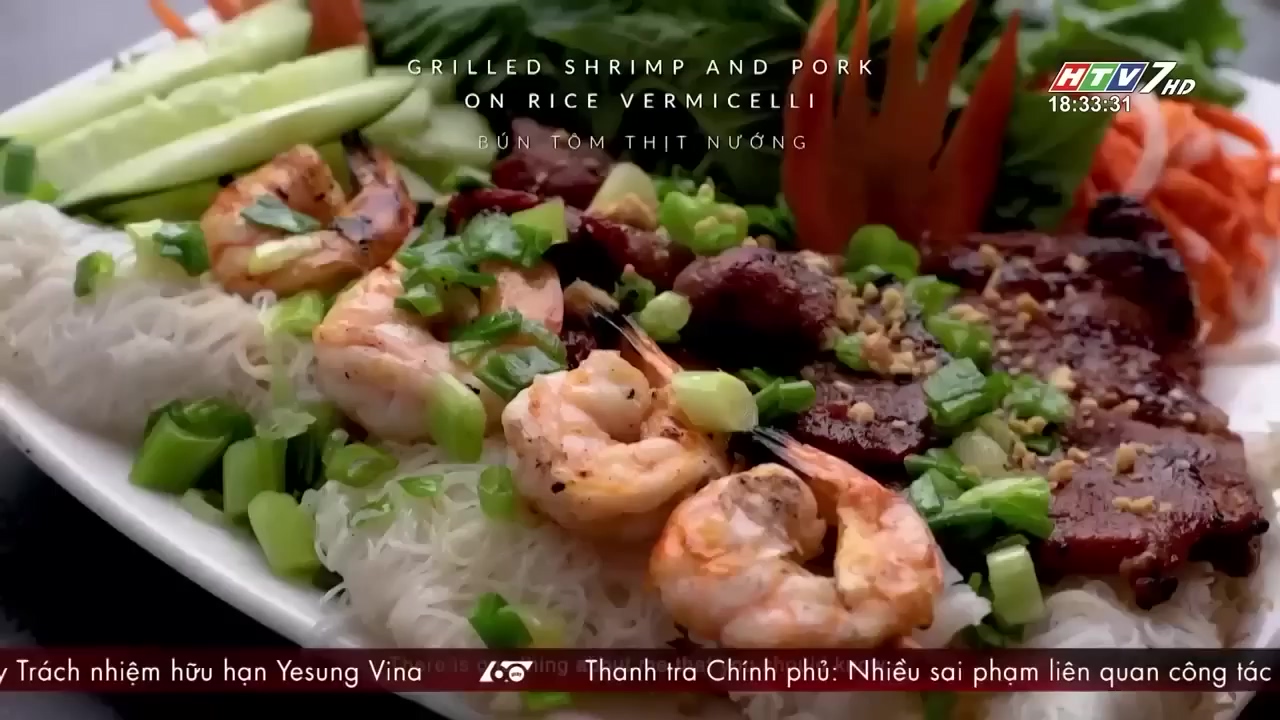 GRILLED SHRIMP AND PORK
ON RICE VERMICELLI
BÚN TÔM THỊT NƯỚNG
HTV7 HD
18:33:31
y Trách nhiệm hữu hạn Yesung Vina 60 Thanh tra Chính phủ: Nhiều sai phạm liên quan công tác